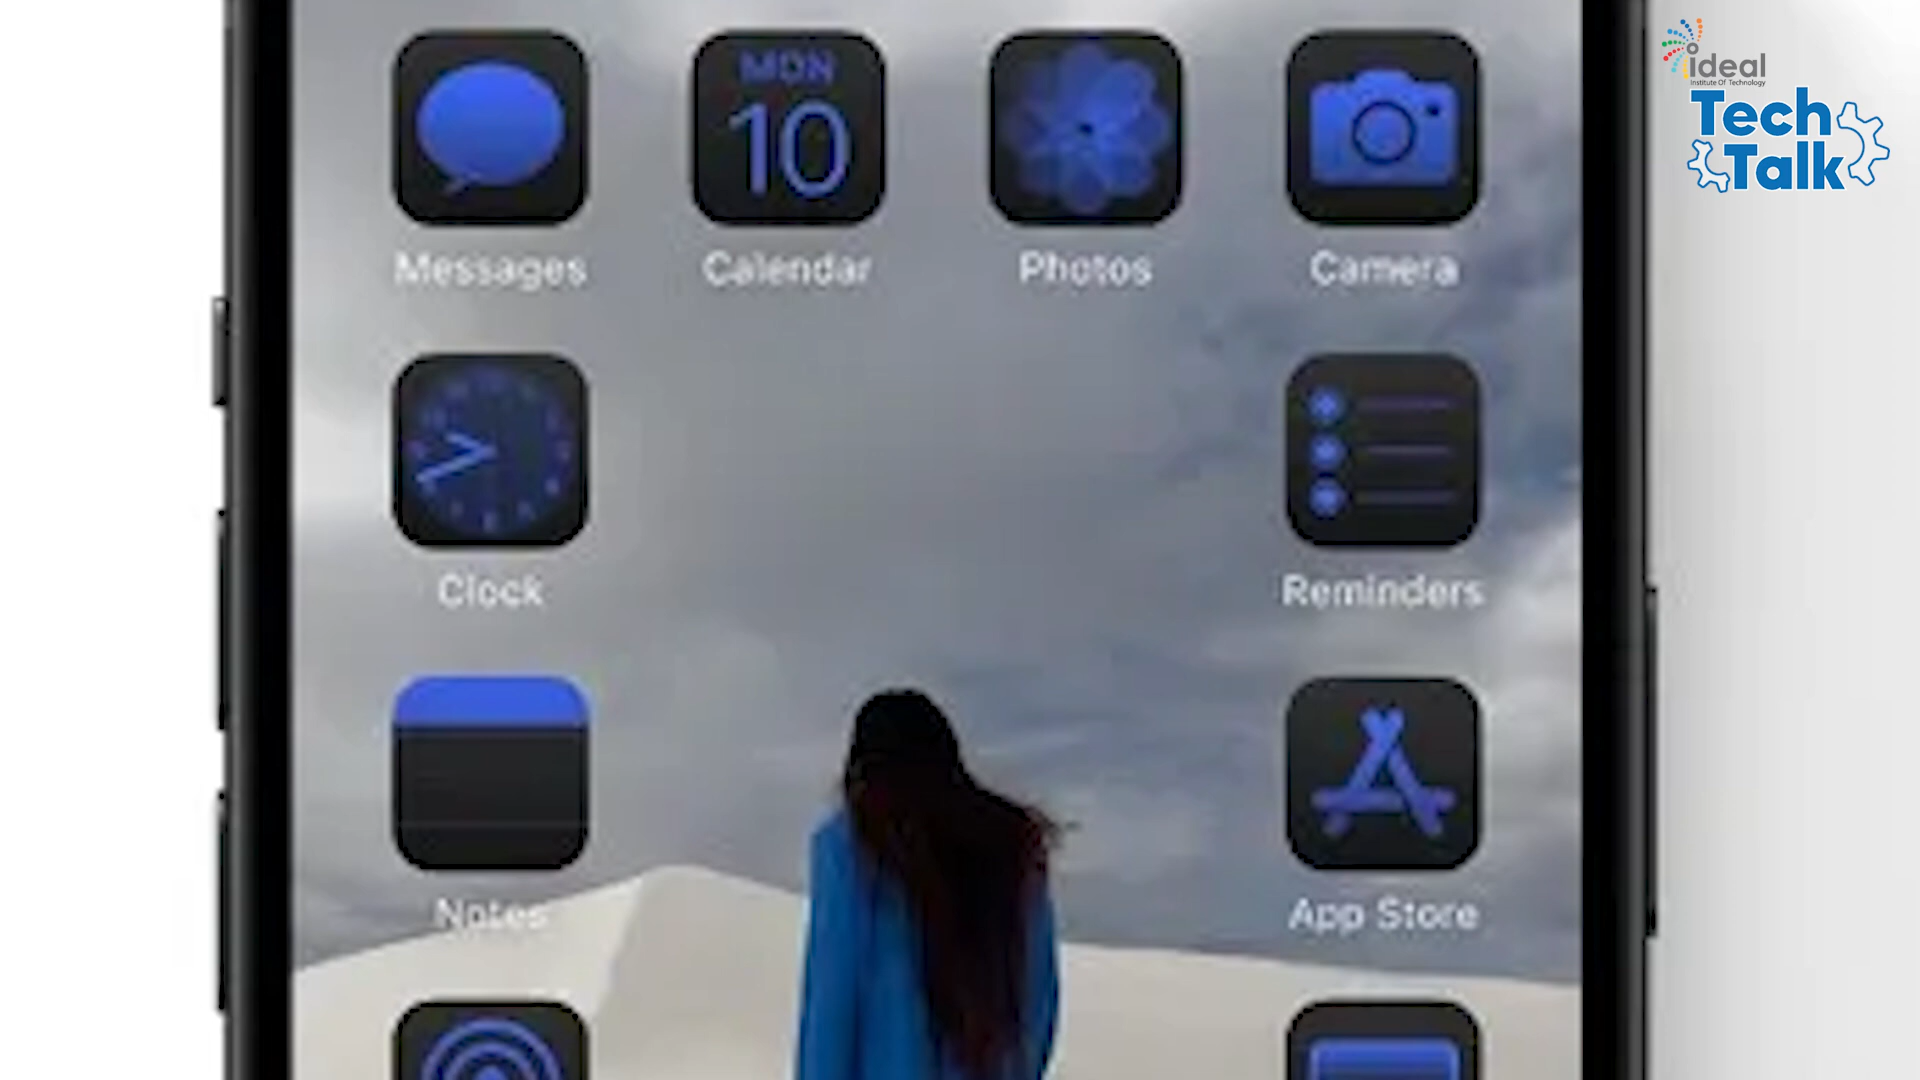 ideal
Institute Of Technology
Tech
Talk
MON
10
Messages
Calendar
Photos
Camera
Clock
Reminders
Notes
App Store